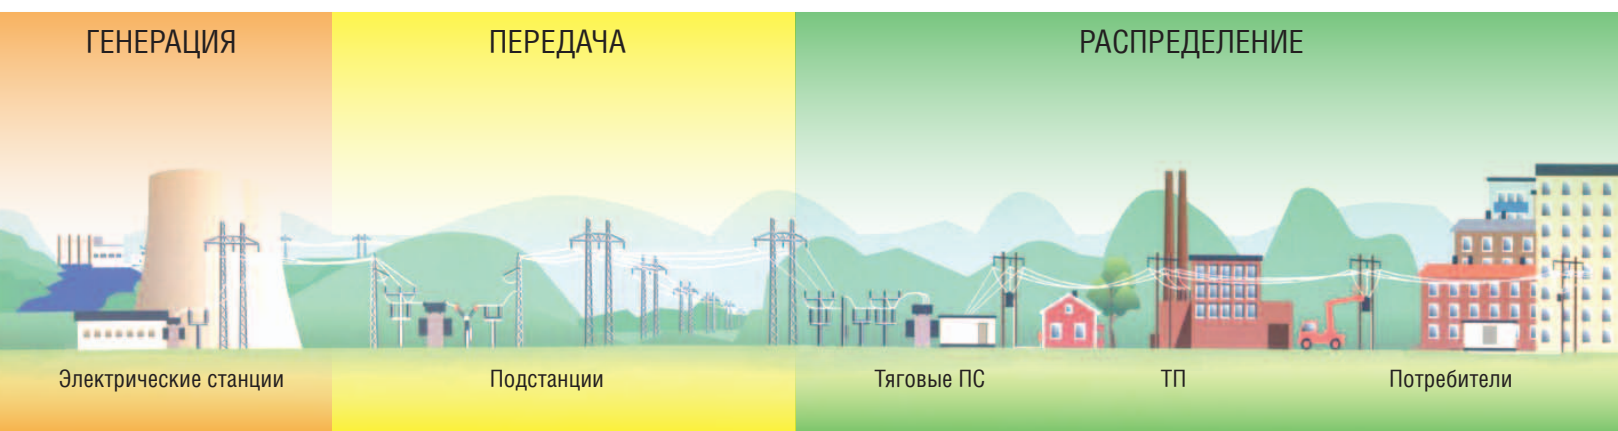 ГЕНЕРАЦИЯ
ПЕРЕДАЧА
РАСПРЕДЕЛЕНИЕ
Электрические станции
Подстанции
Тяговые ПС
ТП
Потребители